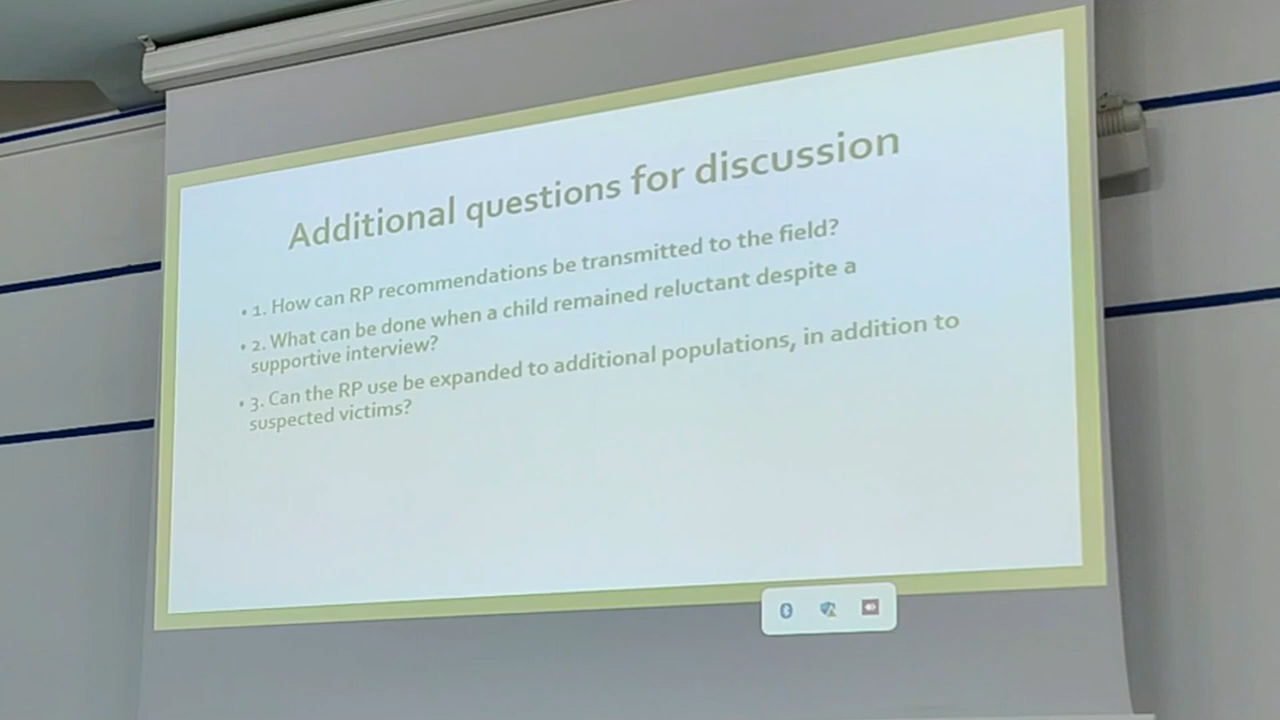 Additional questions for discussion
• 1. How can RP recommendations be transmitted to the field?
• 2. What can be done when a child remained reluctant despite a
supportive interview?
• 3. Can the RP use be expanded to additional populations, in addition to
suspected victims?